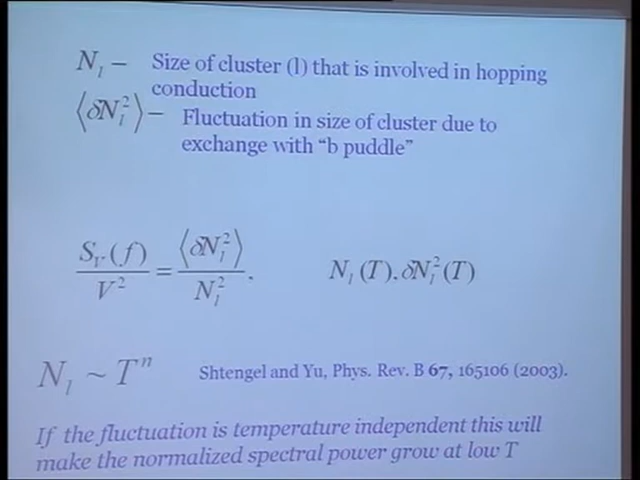 N_l – Size of cluster (l) that is involved in hopping
conduction
⟨δN_l^2⟩ – Fluctuation in size of cluster due to
exchange with “b puddle”
S_V(f)/V^2 = ⟨δN_l^2⟩/N_l^2. N_l(T), δN_l^2(T)
N_l ~ T^n Shtengel and Yu, Phys. Rev. B 67, 165106 (2003).
If the fluctuation is temperature independent this will
make the normalized spectral power grow at low T